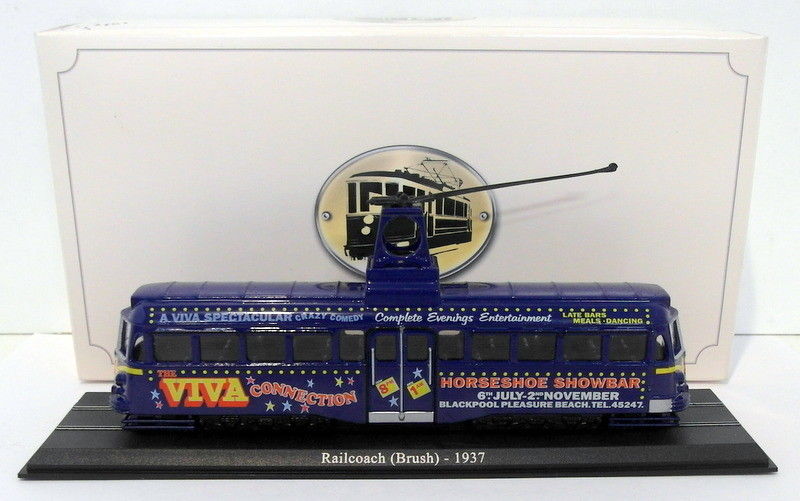 A VIVA SPECTACULAR CRAZY COMEDY Complete Evenings Entertainment LATE BARS
MEALS · DANCING
THE
VIVA CONNECTION
HORSESHOE SHOWBAR
6TH JULY-2ND NOVEMBER
BLACKPOOL PLEASURE BEACH. TEL. 45247.
Railcoach (Brush) - 1937